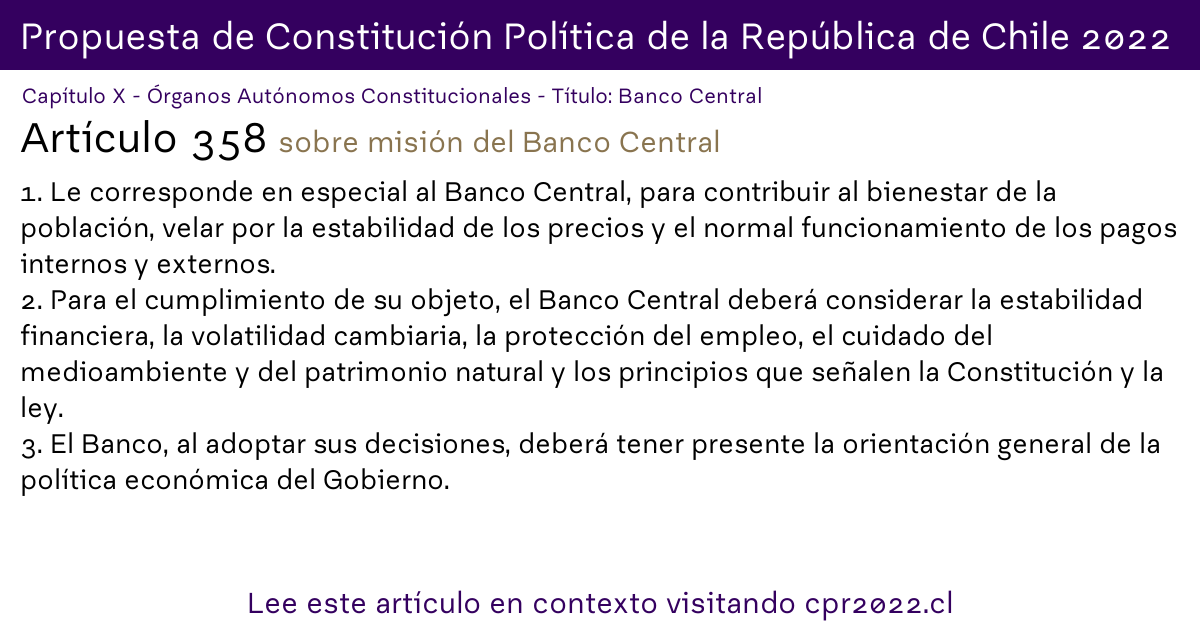 Propuesta de Constitución Política de la República de Chile 2022
Capítulo X - Órganos Autónomos Constitucionales - Título: Banco Central
Artículo 358 sobre misión del Banco Central
1. Le corresponde en especial al Banco Central, para contribuir al bienestar de la
población, velar por la estabilidad de los precios y el normal funcionamiento de los pagos
internos y externos.
2. Para el cumplimiento de su objeto, el Banco Central deberá considerar la estabilidad
financiera, la volatilidad cambiaria, la protección del empleo, el cuidado del
medioambiente y del patrimonio natural y los principios que señalen la Constitución y la
ley.
3. El Banco, al adoptar sus decisiones, deberá tener presente la orientación general de la
política económica del Gobierno.
Lee este artículo en contexto visitando cpr2022.cl